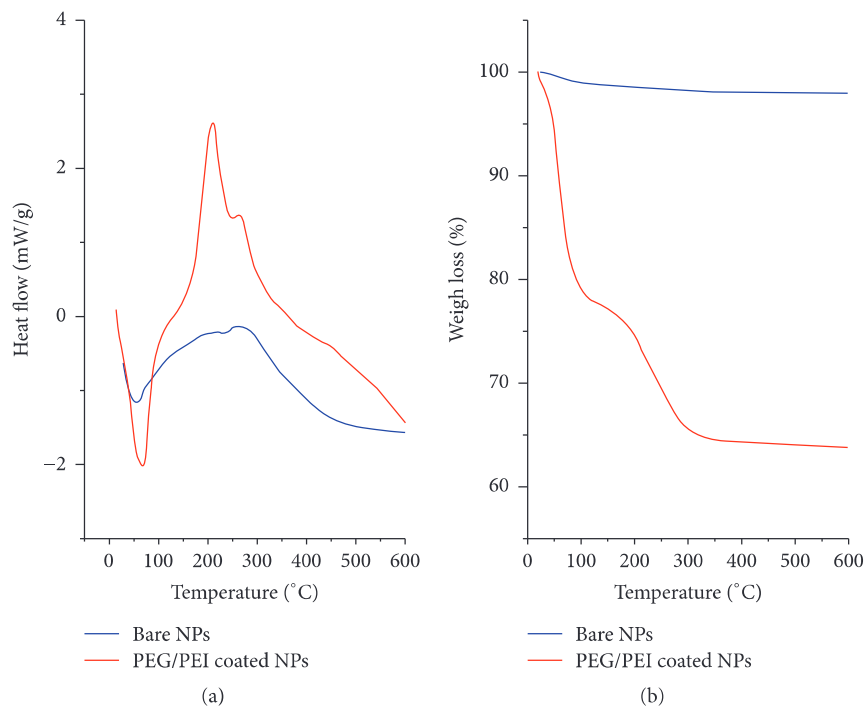 4
2
0
−2
Heat flow (mW/g)
0 100 200 300 400 500 600
Temperature (°C)
Bare NPs
PEG/PEI coated NPs
(a)
100
90
80
70
60
Weigh loss (%)
0 100 200 300 400 500 600
Temperature (°C)
Bare NPs
PEG/PEI coated NPs
(b)